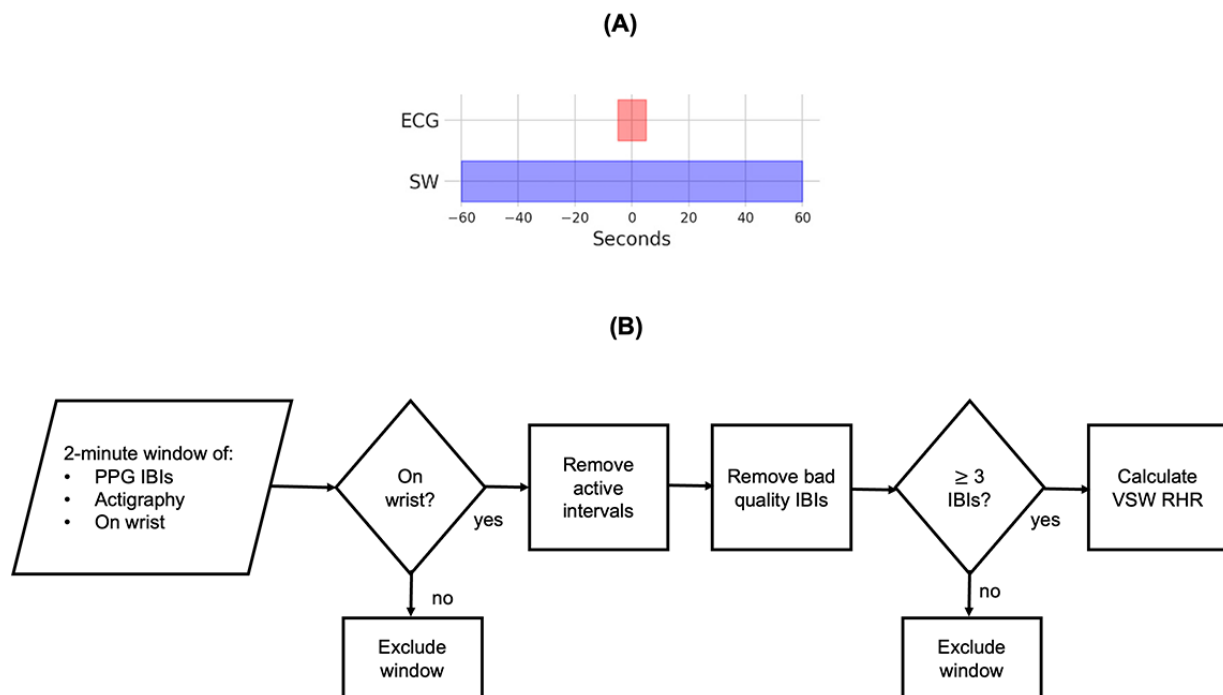 (A)
ECG
SW
−60 −40 −20 0 20 40 60
Seconds
(B)
2-minute window of:
• PPG IBIs
• Actigraphy
• On wrist
On
wrist?
yes
no
Exclude
window
Remove
active
intervals
Remove bad
quality IBIs
≥ 3
IBIs?
yes
no
Exclude
window
Calculate
VSW RHR